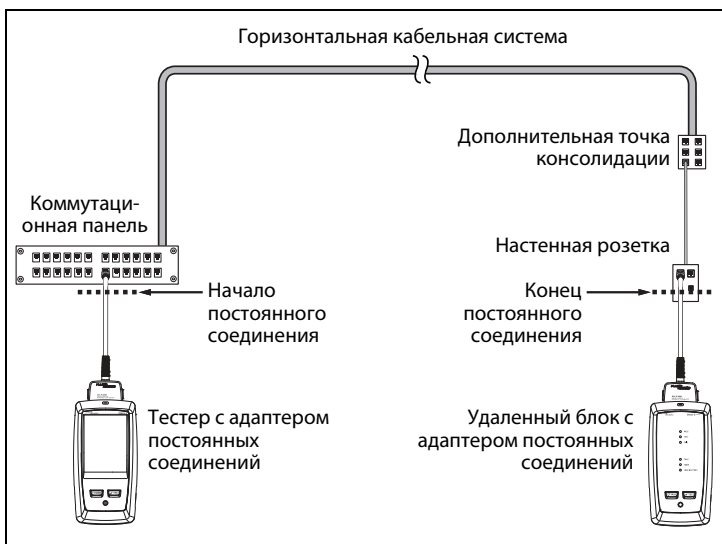 Горизонтальная кабельная система
Дополнительная точка
консолидации
Коммутаци-
онная панель
Настенная розетка
Начало
постоянного
соединения
Конец
постоянного
соединения
Тестер с адаптером
постоянных
соединений
Удаленный блок с
адаптером постоянных
соединений